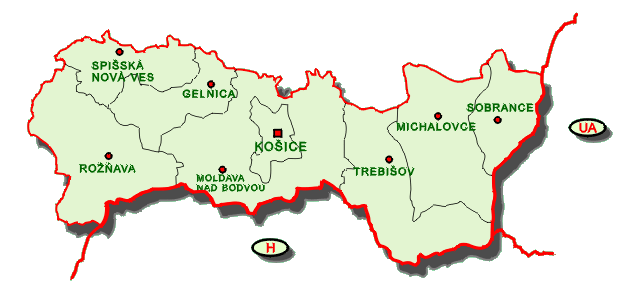 SPIŠSKÁ
NOVÁ VES
GELNICA
SOBRANCE
MICHALOVCE
UA
KOŠICE
ROŽŇAVA
TREBIŠOV
MOLDAVA
NAD BODVOU
H